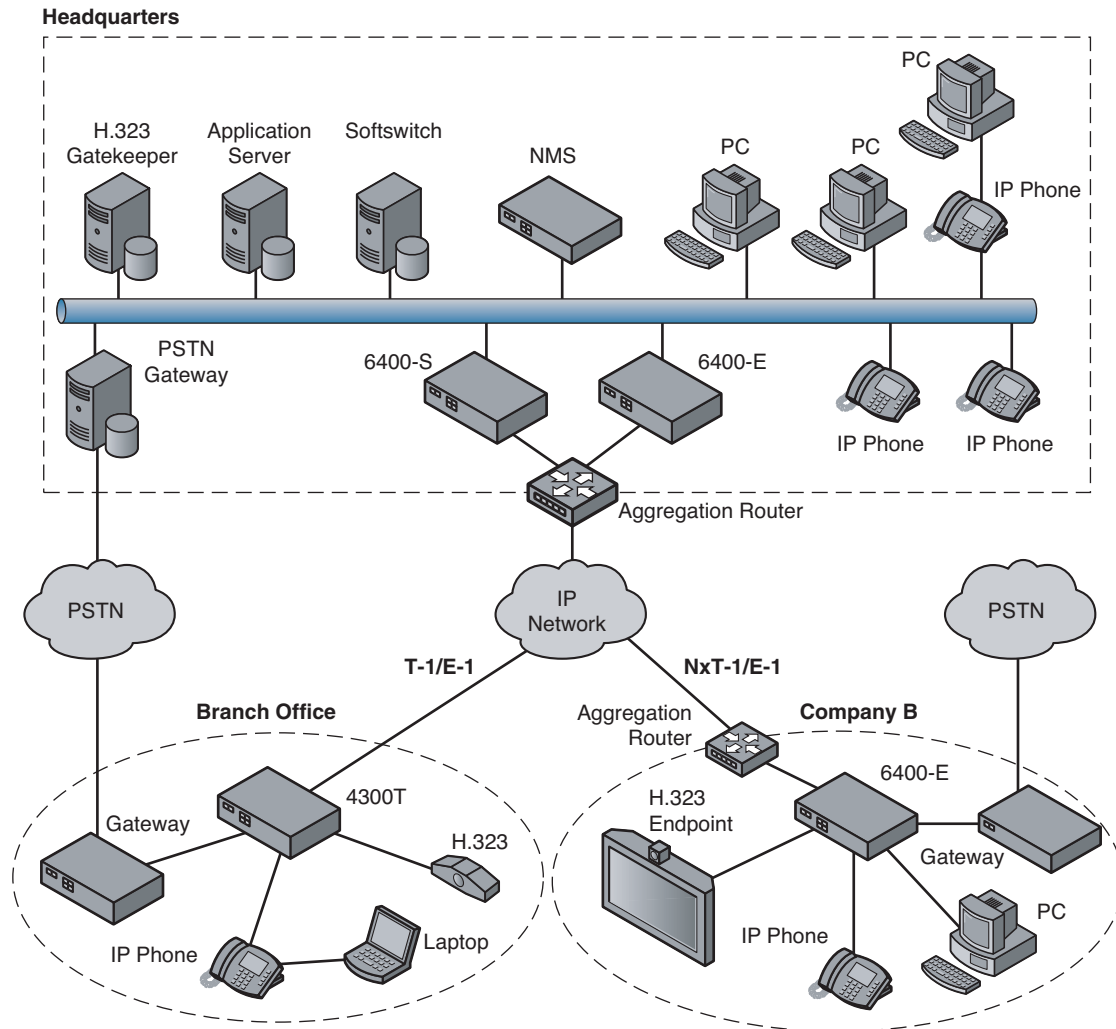 Headquarters
PC
H.323
Gatekeeper
Application
Server
Softswitch
NMS
PC
PC
IP Phone
PSTN
Gateway
6400-S
6400-E
IP Phone
IP Phone
Aggregation Router
PSTN
IP
Network
PSTN
T-1/E-1
NxT-1/E-1
Branch Office
Aggregation
Router
Company B
4300T
6400-E
Gateway
H.323
H.323
Endpoint
Gateway
IP Phone
Laptop
IP Phone
PC